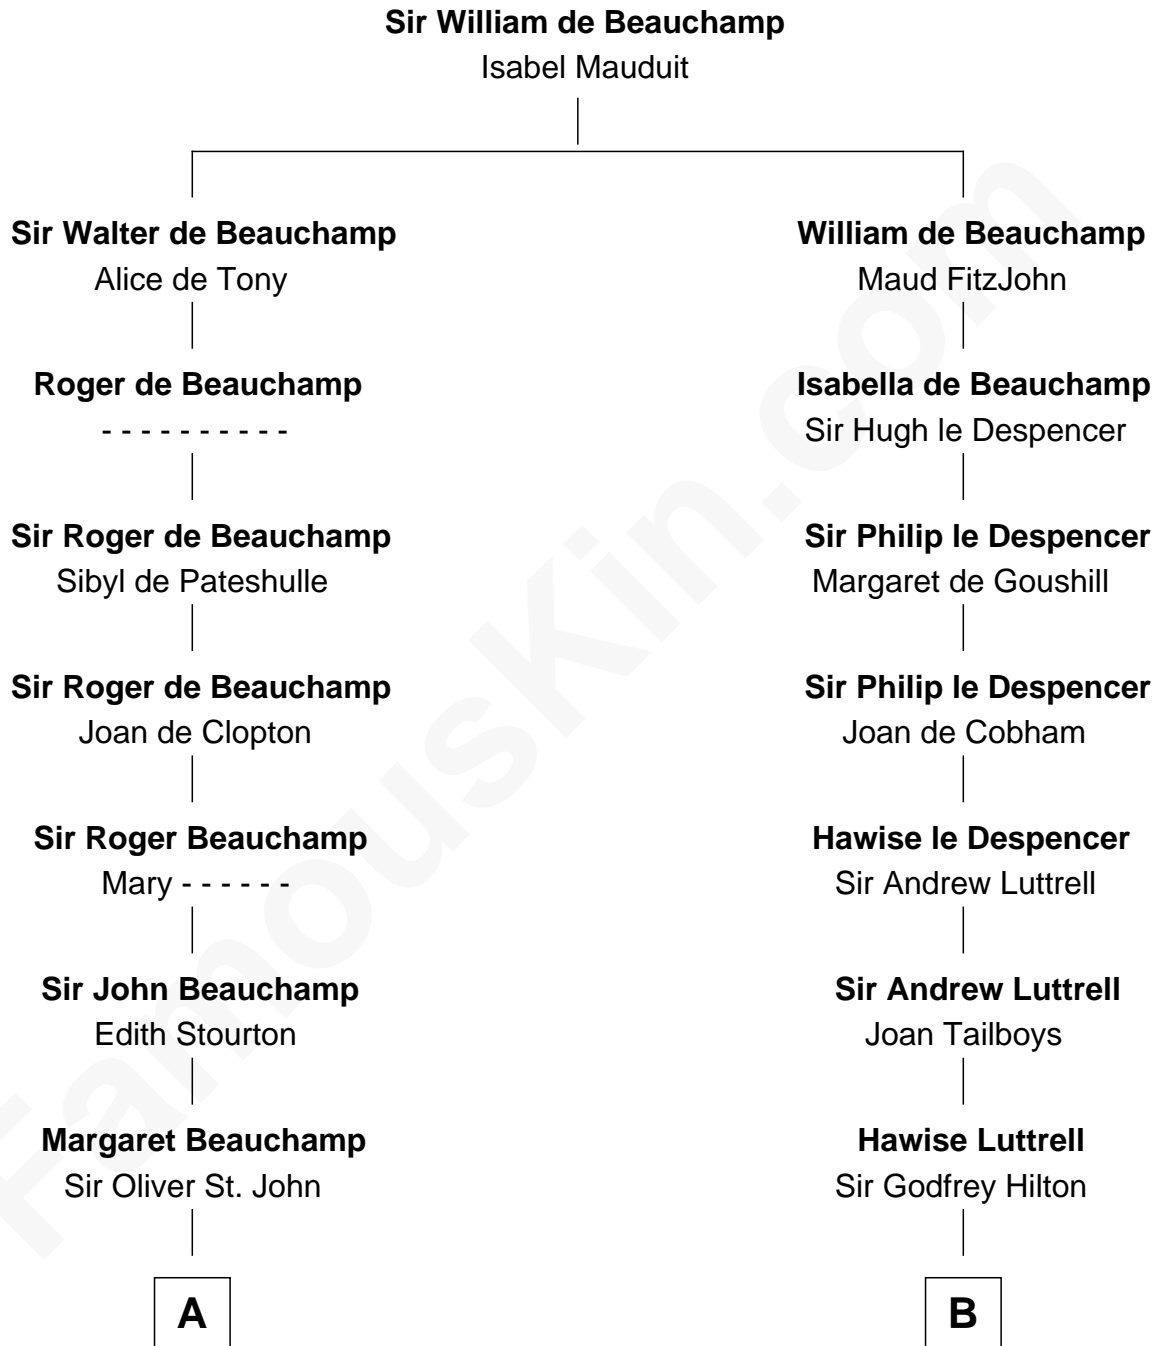 Sir William de Beauchamp
Isabel Mauduit
Sir Walter de Beauchamp
Alice de Tony
William de Beauchamp
Maud FitzJohn
Roger de Beauchamp
- - - - - - - - - -
Isabella de Beauchamp
Sir Hugh le Despencer
Sir Roger de Beauchamp
Sibyl de Pateshulle
Sir Philip le Despencer
Margaret de Goushill
Sir Roger de Beauchamp
Joan de Clopton
Sir Philip le Despencer
Joan de Cobham
Sir Roger Beauchamp
Mary - - - - - -
Hawise le Despencer
Sir Andrew Luttrell
Sir John Beauchamp
Edith Stourton
Sir Andrew Luttrell
Joan Tailboys
Margaret Beauchamp
Sir Oliver St. John
Hawise Luttrell
Sir Godfrey Hilton
A
B
FamousKin.com